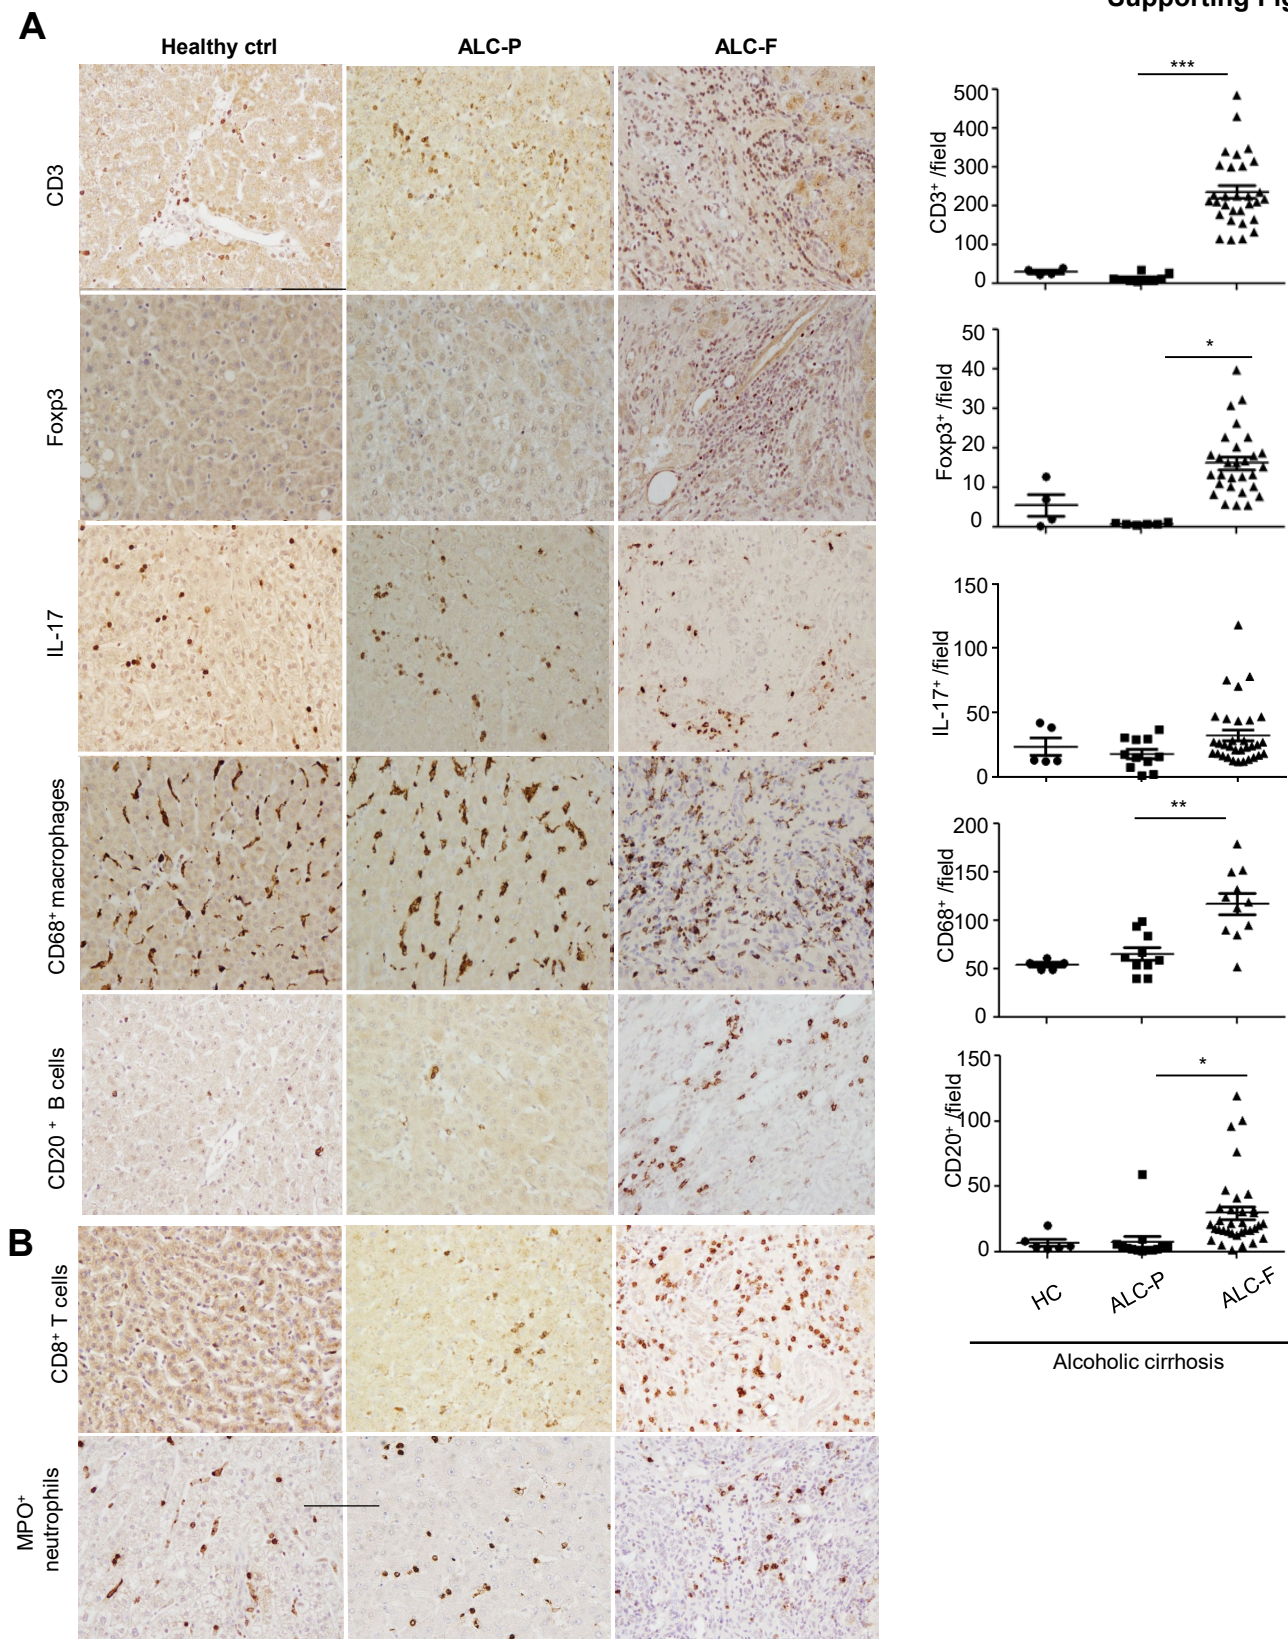 Supporting Fig
A
Healthy ctrl ALC-P ALC-F
CD3
Foxp3
IL-17
CD68+ macrophages
CD20 + B cells
B
CD8+ T cells
MPO+
neutrophils
***
CD3+ /field
500
400
300
200
100
0
*
Foxp3+ /field
50
40
30
20
10
0
IL-17+ /field
150
100
50
0
**
CD68+ /field
200
150
100
50
0
*
CD20+ /field
150
100
50
0
HC ALC-P ALC-F
Alcoholic cirrhosis